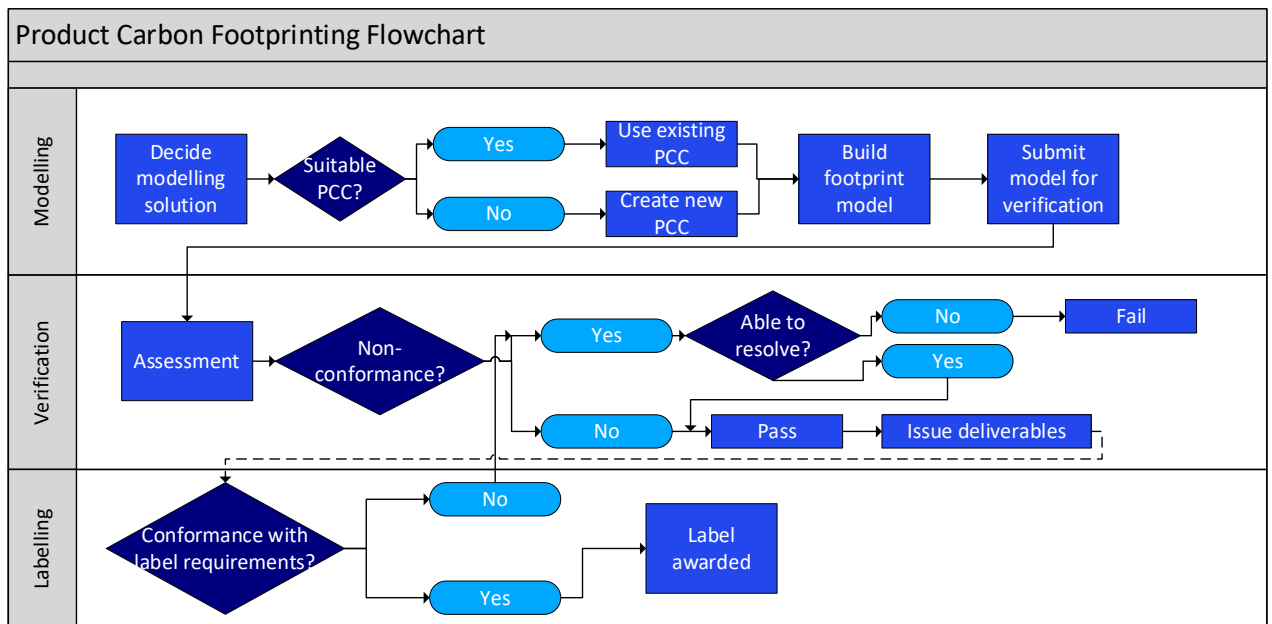 Product Carbon Footprinting Flowchart
Modelling
Decide
modelling
solution
Suitable
PCC?
Yes
No
Use existing
PCC
Create new
PCC
Build
footprint
model
Submit
model for
verification
Verification
Assessment
Non-
conformance?
Yes
No
Able to
resolve?
No
Yes
Fail
Pass
Issue deliverables
Labelling
Conformance with
label requirements?
No
Yes
Label
awarded